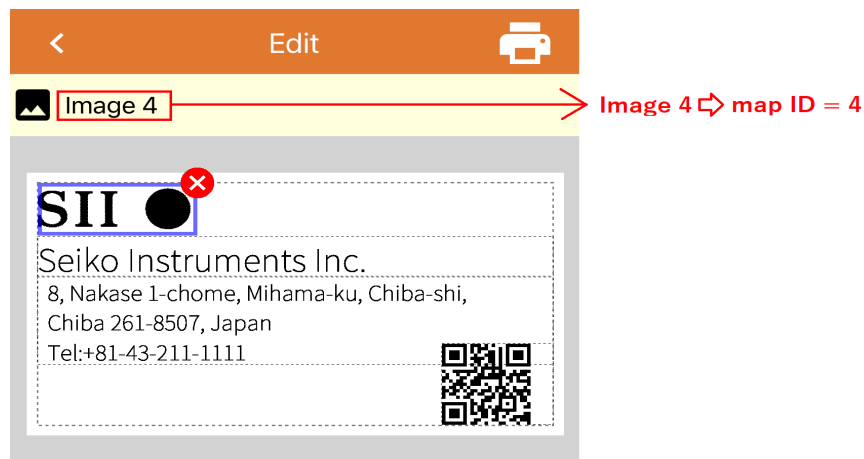 Edit
Image 4
Image 4 ⇨ map ID = 4
SII
Seiko Instruments Inc.
8, Nakase 1-chome, Mihama-ku, Chiba-shi,
Chiba 261-8507, Japan
Tel:+81-43-211-1111